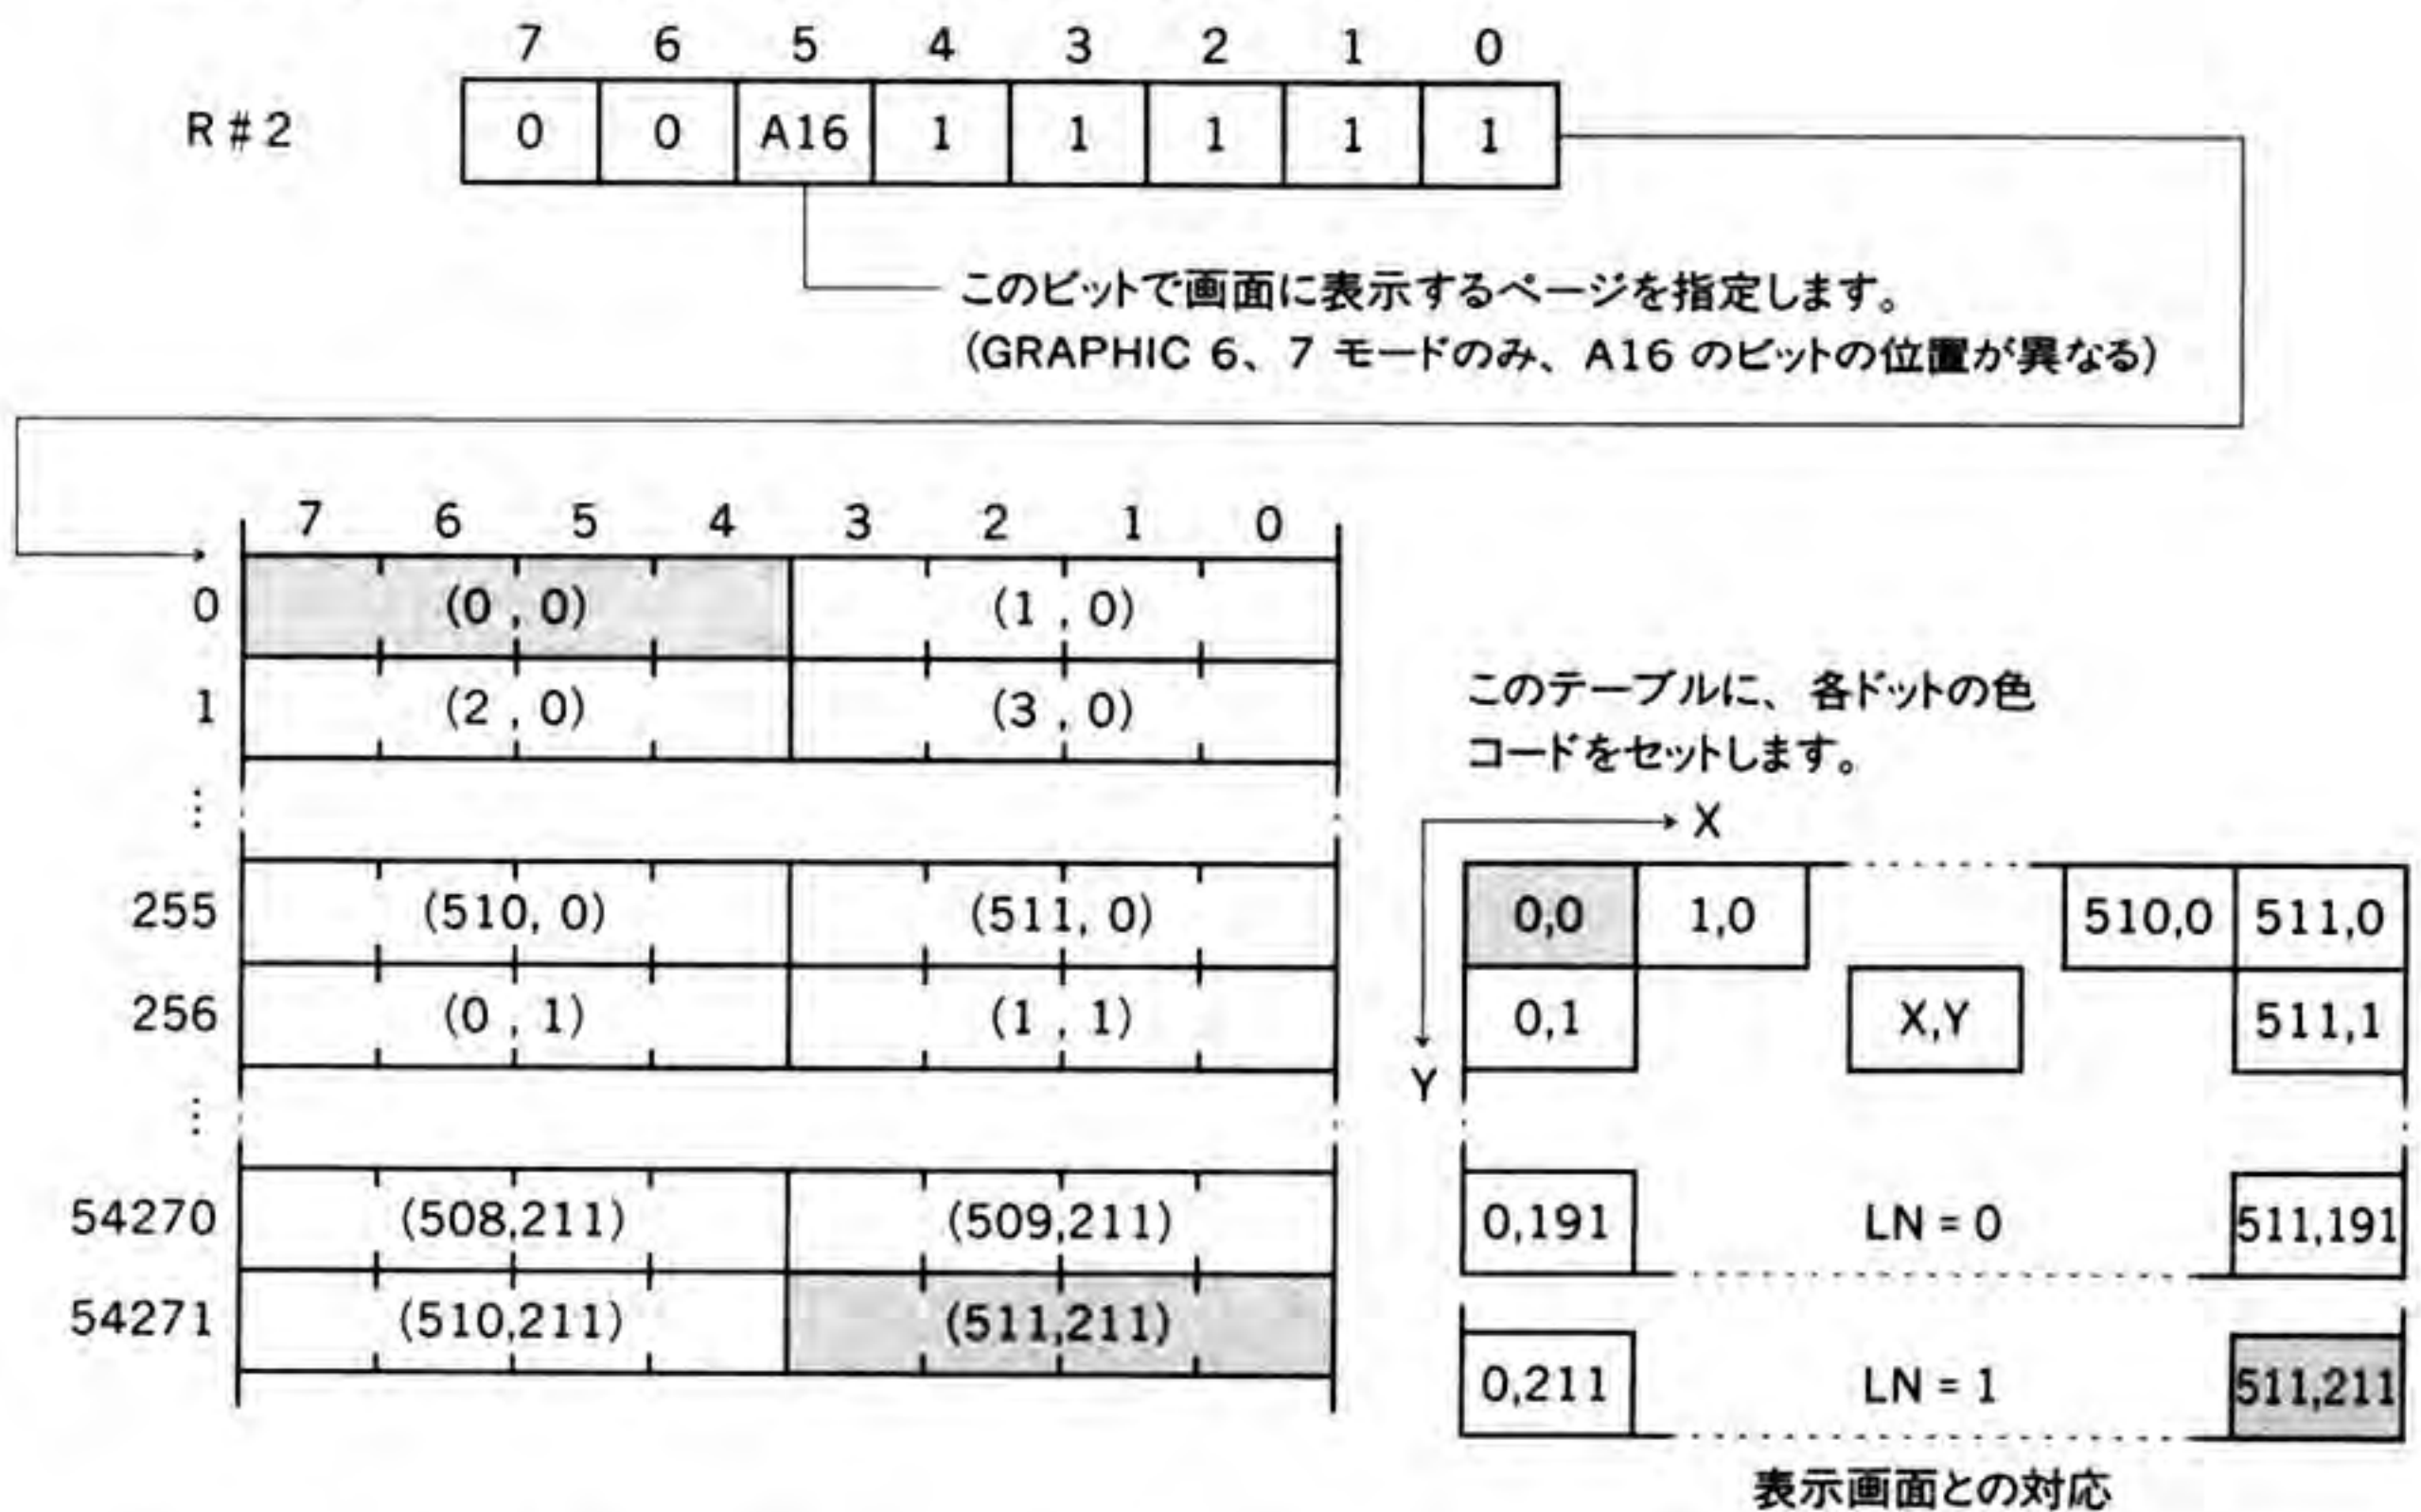 7 6 5 4 3 2 1 0
R#2 0 0 A16 1 1 1 1 1
このビットで画面に表示するページを指定します。
(GRAPHIC 6、7 モードのみ、A16 のビットの位置が異なる)
7 6 5 4 3 2 1 0
0 (0 , 0) (1 , 0)
1 (2 , 0) (3 , 0)
⋮
255 (510, 0) (511, 0)
256 (0 , 1) (1 , 1)
⋮
54270 (508,211) (509,211)
54271 (510,211) (511,211)
このテーブルに、各ドットの色
コードをセットします。
X
Y
0,0 1,0 510,0 511,0
0,1 X,Y 511,1
0,191 LN = 0 511,191
0,211 LN = 1 511,211
表示画面との対応